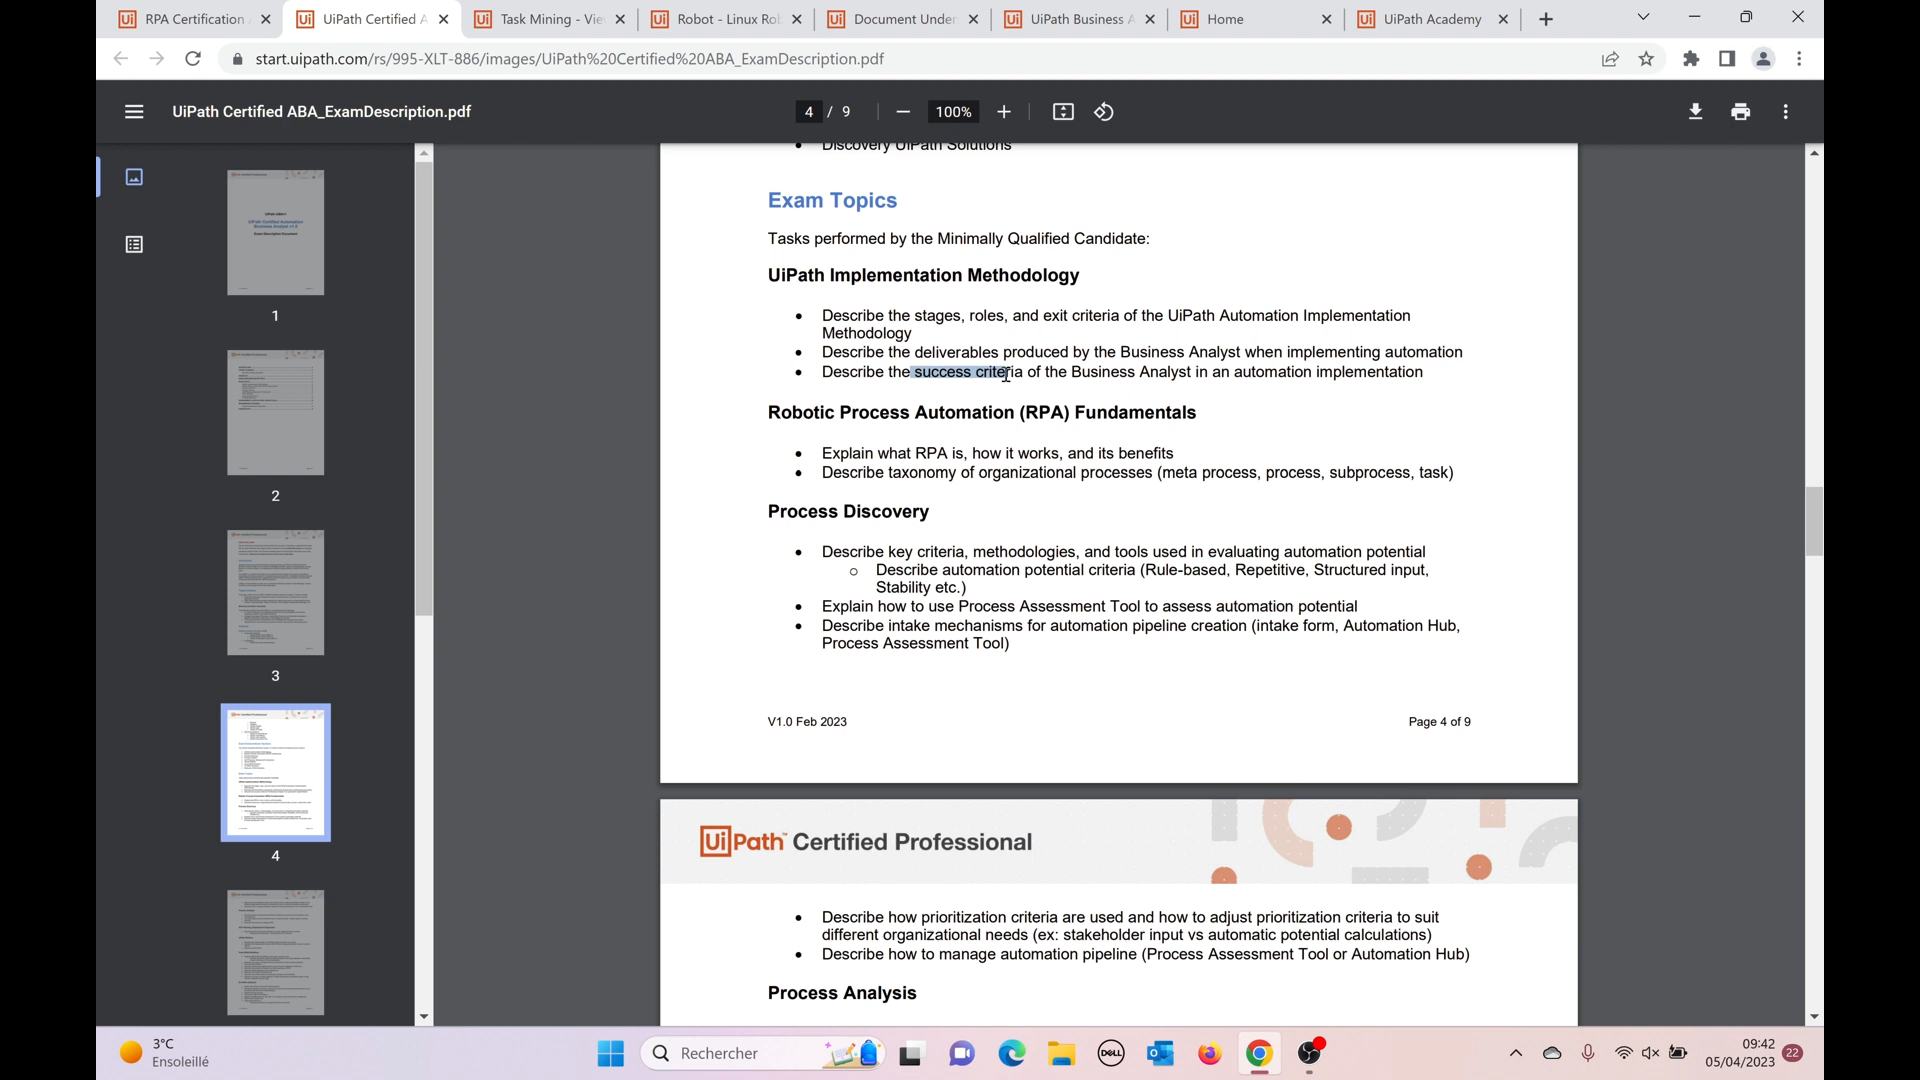 RPA Certification
UiPath Certified A
Task Mining - Vie
Robot - Linux Ro
Document Under
UiPath Business A
Home
UiPath Academy
start.uipath.com/rs/995-XLT-886/images/UiPath%20Certified%20ABA_ExamDescription.pdf
UiPath Certified ABA_ExamDescription.pdf
4 / 9
100%
1
2
3
4
Discovery UiPath Solutions
Exam Topics
Tasks performed by the Minimally Qualified Candidate:
UiPath Implementation Methodology
• Describe the stages, roles, and exit criteria of the UiPath Automation Implementation
Methodology
• Describe the deliverables produced by the Business Analyst when implementing automation
• Describe the success criteria of the Business Analyst in an automation implementation
Robotic Process Automation (RPA) Fundamentals
• Explain what RPA is, how it works, and its benefits
• Describe taxonomy of organizational processes (meta process, process, subprocess, task)
Process Discovery
• Describe key criteria, methodologies, and tools used in evaluating automation potential
o Describe automation potential criteria (Rule-based, Repetitive, Structured input,
Stability etc.)
• Explain how to use Process Assessment Tool to assess automation potential
• Describe intake mechanisms for automation pipeline creation (intake form, Automation Hub,
Process Assessment Tool)
V1.0 Feb 2023
Page 4 of 9
UiPath™ Certified Professional
• Describe how prioritization criteria are used and how to adjust prioritization criteria to suit
different organizational needs (ex: stakeholder input vs automatic potential calculations)
• Describe how to manage automation pipeline (Process Assessment Tool or Automation Hub)
Process Analysis
3°C
Ensoleillé
Rechercher
DELL
09:42
05/04/2023
22